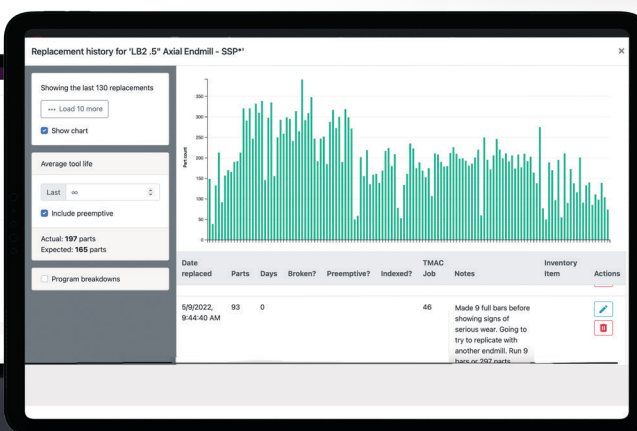 Replacement history for 'LB2 .5" Axial Endmill - SSP*'
×
Showing the last 130 replacements
••• Load 10 more
Show chart
Average tool life
Last ∞
Include preemptive
Actual: 197 parts
Expected: 165 parts
Program breakdowns
Part count
350
300
250
200
150
100
50
0
Date replaced Parts Days Broken? Preemptive? Indexed? TMAC Job Notes Inventory Item Actions
5/9/2022, 93 0 46 Made 9 full bars before
9:44:40 AM showing signs of
serious wear. Going to
try to replicate with
another endmill. Run 9
bars or 297 parts